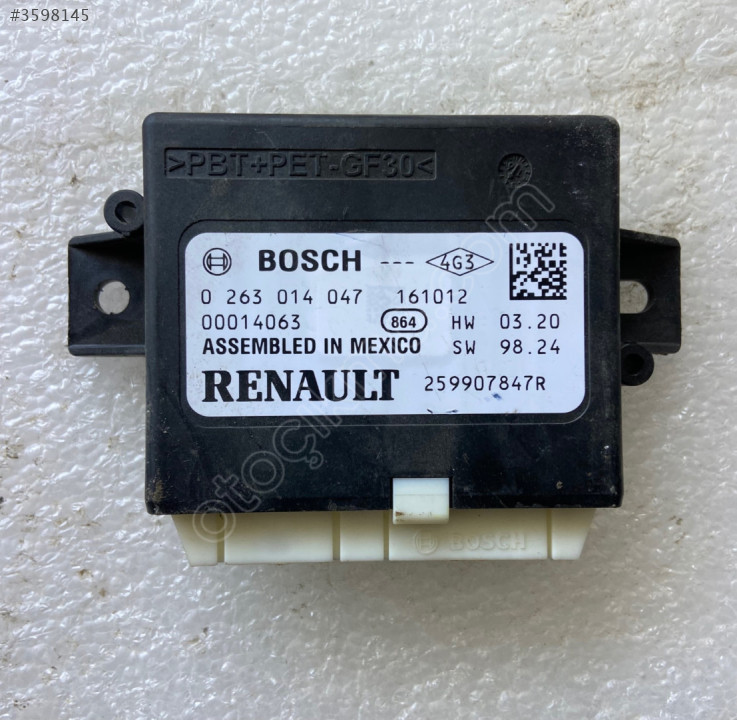 #3598145
>PBT+PET-GF30<
BOSCH --- 4G3
0 263 014 047 161012
00014063 864 HW 03.20
ASSEMBLED IN MEXICO SW 98.24
RENAULT 259907847R
BOSCH